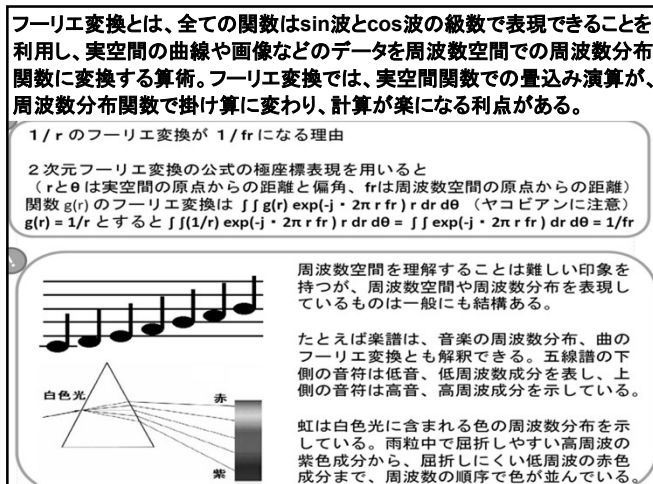 フーリエ変換とは、全ての関数はsin波とcos波の級数で表現できることを
利用し、実空間の曲線や画像などのデータを周波数空間での周波数分布
関数に変換する算術。フーリエ変換では、実空間関数での畳込み演算が、
周波数分布関数で掛け算に変わり、計算が楽になる利点がある。
1/r のフーリエ変換が 1/fr になる理由
2次元フーリエ変換の公式の極座標表現を用いると
（rとθは実空間の原点からの距離と偏角、frは周波数空間の原点からの距離）
関数 g(r) のフーリエ変換は ∫∫g(r) exp(-j・2π r fr) r dr dθ （ヤコビアンに注意）
g(r) = 1/r とすると ∫∫(1/r) exp(-j・2π r fr) r dr dθ = ∫∫exp(-j・2π r fr) dr dθ = 1/fr
周波数空間を理解することは難しい印象を
持つが、周波数空間や周波数分布を表現し
ているものは一般にも結構ある。
たとえば楽譜は、音楽の周波数分布、曲の
フーリエ変換とも解釈できる。五線譜の下
側の音符は低音、低周波数成分を表し、上
側の音符は高音、高周波成分を示している。
白色光
赤
紫
虹は白色光に含まれる色の周波数分布を示
している。雨粒中で屈折しやすい高周波の
紫色成分から、屈折しにくい低周波の赤色
成分まで、周波数の順序で色が並んでいる。